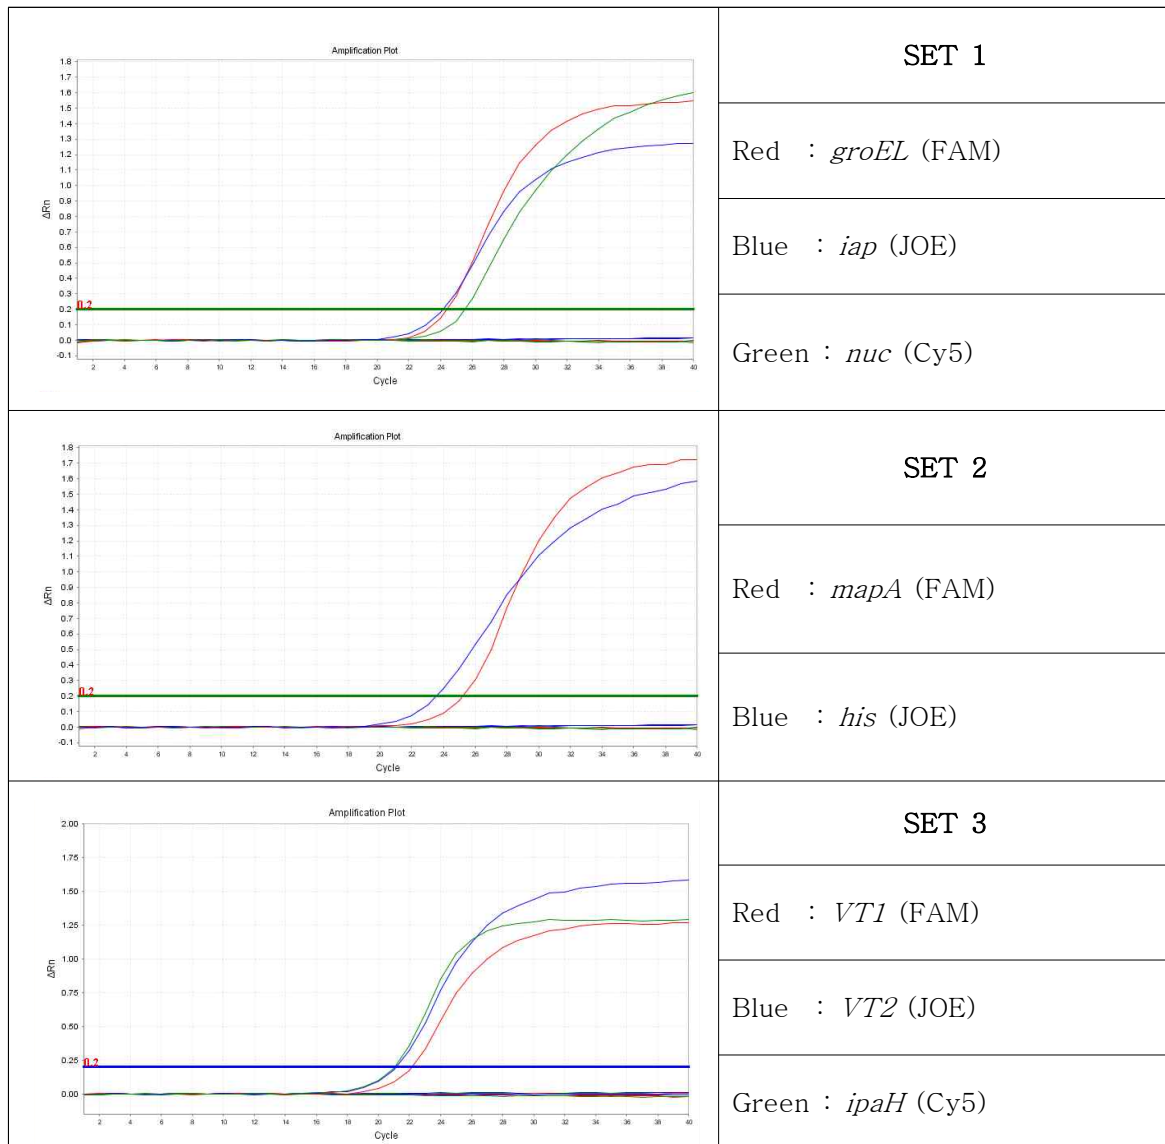 Amplification Plot
1.8
1.7
1.6
1.5
1.4
1.3
1.2
1.1
1.0
0.9
0.8
0.7
0.6
0.5
0.4
0.3
0.2
0.1
0.0
-0.1
ΔRn
0.2
2 4 6 8 10 12 14 16 18 20 22 24 26 28 30 32 34 36 38 40
Cycle
SET 1
Red : groEL (FAM)
Blue : iap (JOE)
Green : nuc (Cy5)
Amplification Plot
1.8
1.7
1.6
1.5
1.4
1.3
1.2
1.1
1.0
0.9
0.8
0.7
0.6
0.5
0.4
0.3
0.2
0.1
0.0
-0.1
ΔRn
0.2
2 4 6 8 10 12 14 16 18 20 22 24 26 28 30 32 34 36 38 40
Cycle
SET 2
Red : mapA (FAM)
Blue : his (JOE)
Amplification Plot
2.00
1.75
1.50
1.25
1.00
0.75
0.50
0.25
0.00
ΔRn
0.2
2 4 6 8 10 12 14 16 18 20 22 24 26 28 30 32 34 36 38 40
Cycle
SET 3
Red : VT1 (FAM)
Blue : VT2 (JOE)
Green : ipaH (Cy5)